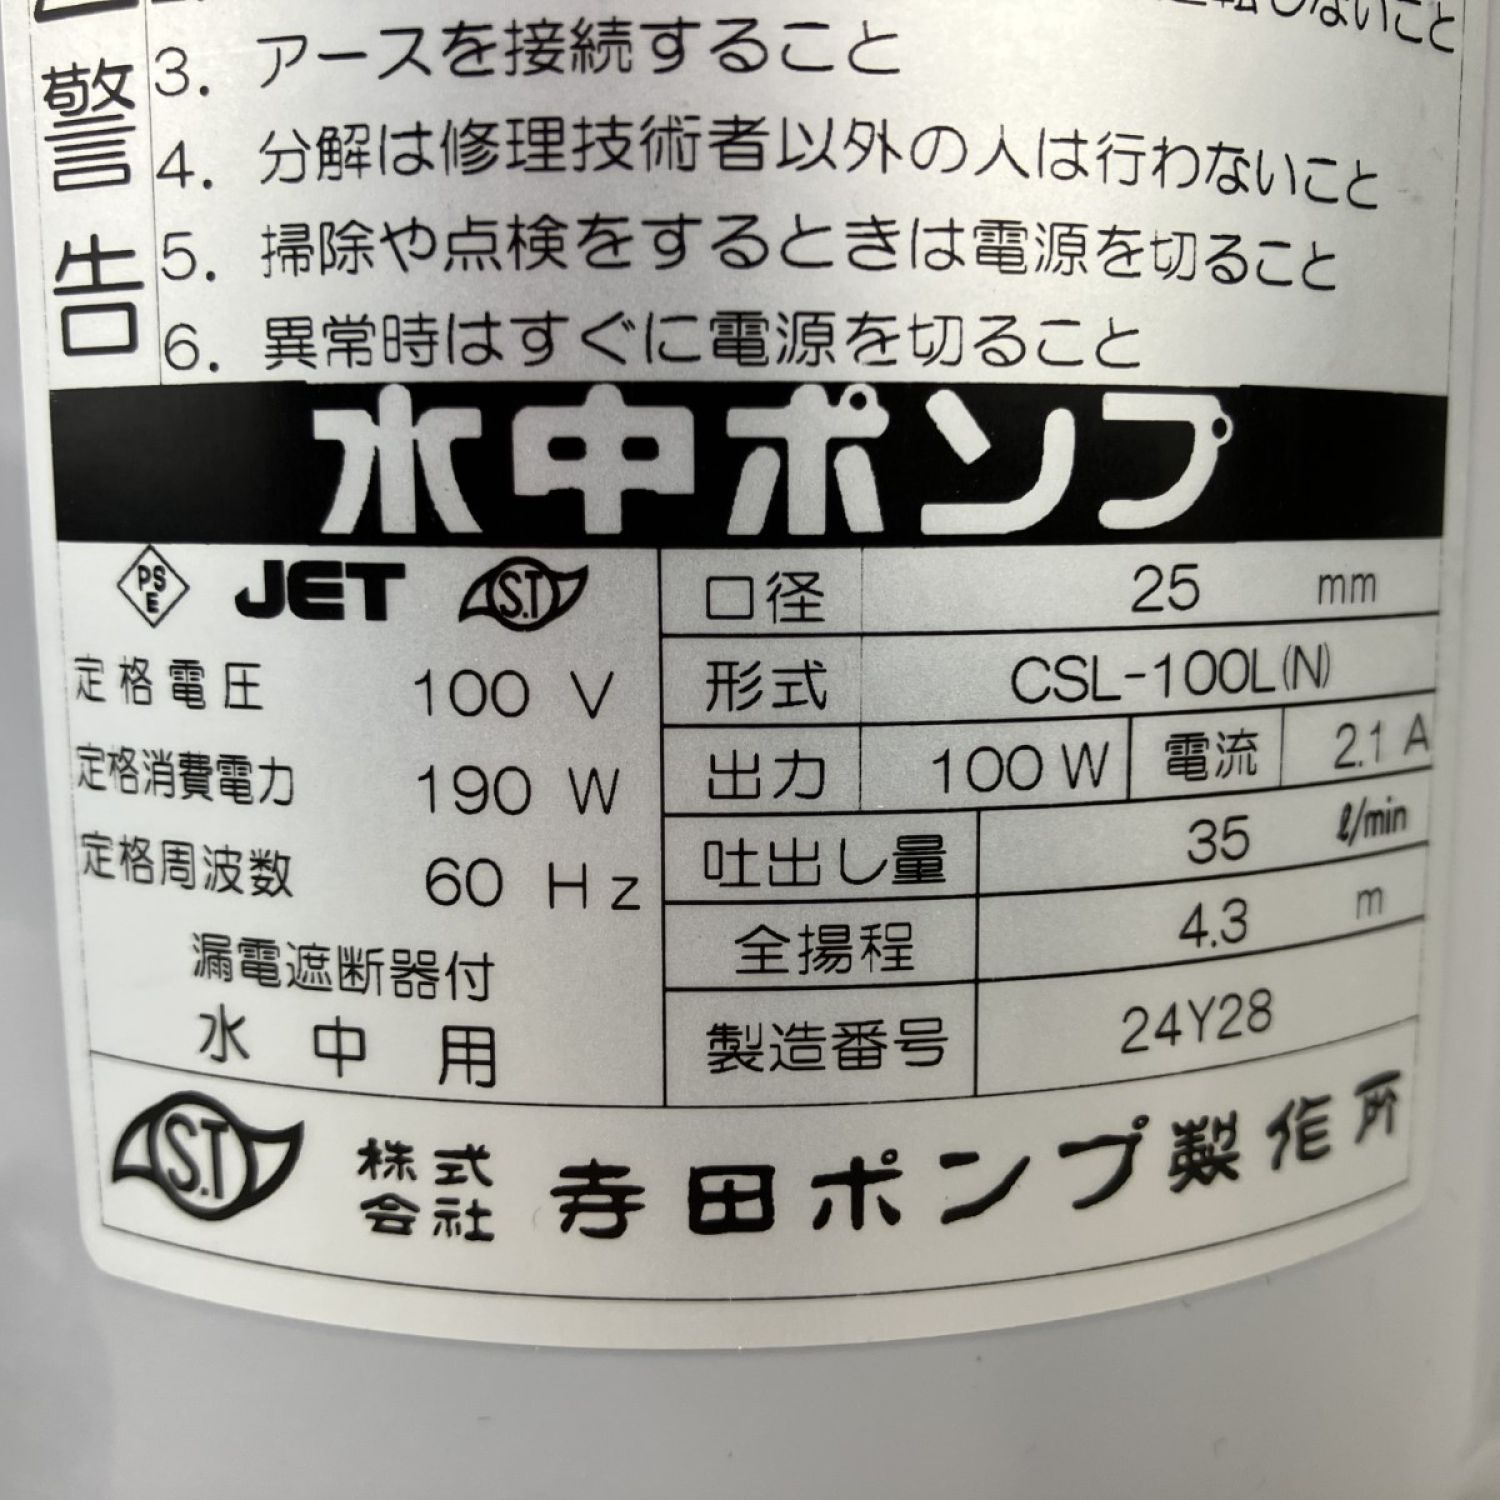 しないこと
警告
3. アースを接続すること
4. 分解は修理技術者以外の人は行わないこと
5. 掃除や点検をするときは電源を切ること
6. 異常時はすぐに電源を切ること
水中ポンプ
PSE JET S.T
定格電圧 100 V
定格消費電力 190 W
定格周波数 60 Hz
漏電遮断器付
水中用
口径 25 mm
形式 CSL-100L(N)
出力 100 W 電流 2.1 A
吐出し量 35 ℓ/min
全揚程 4.3 m
製造番号 24Y28
S.T 株式会社 寺田ポンプ製作所